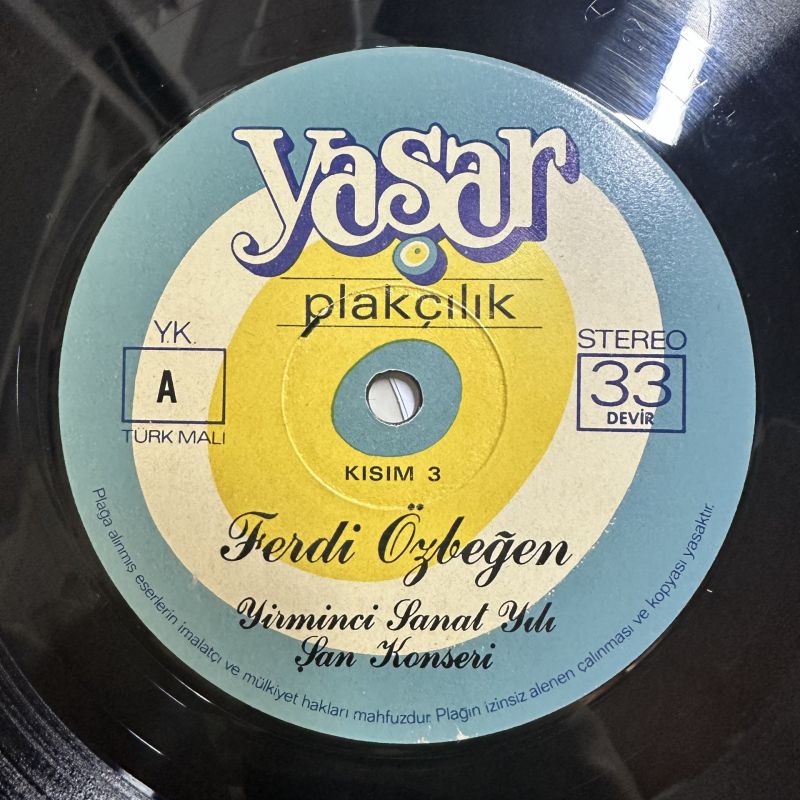 yaşar
plakçılık
Y.K.
A
TÜRK MALI
STEREO
33
DEVİR
KISIM 3
Ferdi Özbeğen
Yirminci Sanat Yılı
Şan Konseri
Plağa alınmış eserlerin imalatçı ve mülkiyet hakları mahfuzdur. Plağın izinsiz alenen çalınması ve kopyası yasaktır.